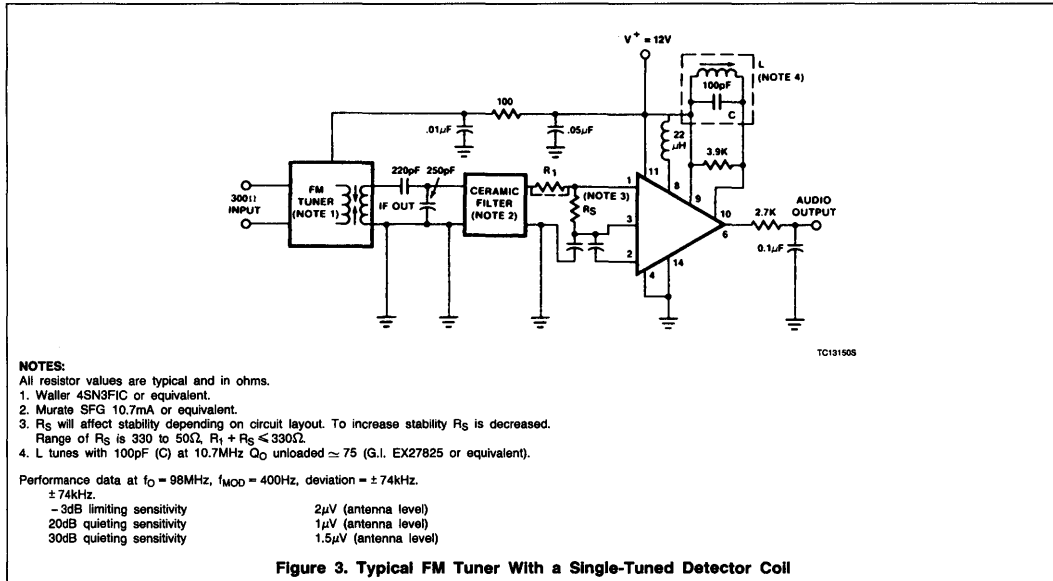 V+ = 12V
L
(NOTE 4)
100pF
C
100
.01μF
.05μF
22
μH
3.9K
R1
220pF 250pF
FM
TUNER
(NOTE 1)
300Ω
INPUT
IF OUT
CERAMIC
FILTER
(NOTE 2)
(NOTE 3)
RS
1
11
8
9
3
10
2
6
4
14
2.7K
AUDIO
OUTPUT
0.1μF
TC13150S
NOTES:
All resistor values are typical and in ohms.
1. Waller 4SN3FIC or equivalent.
2. Murate SFG 10.7mA or equivalent.
3. RS will affect stability depending on circuit layout. To increase stability RS is decreased.
Range of RS is 330 to 50Ω, R1 + RS ≤ 330Ω.
4. L tunes with 100pF (C) at 10.7MHz QO unloaded ≃ 75 (G.I. EX27825 or equivalent).
Performance data at fO = 98MHz, fMOD = 400Hz, deviation = ± 74kHz.
± 74kHz.
− 3dB limiting sensitivity 2μV (antenna level)
20dB quieting sensitivity 1μV (antenna level)
30dB quieting sensitivity 1.5μV (antenna level)
Figure 3. Typical FM Tuner With a Single-Tuned Detector Coil